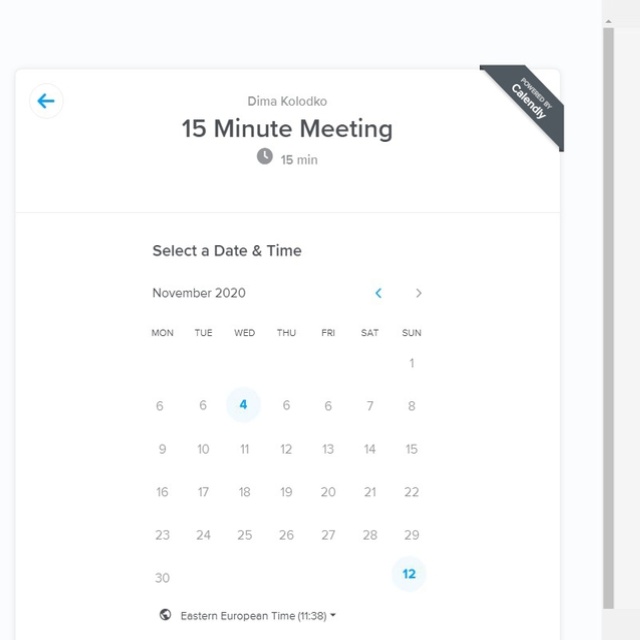 POWERED BY
Calendly
Dima Kolodko
15 Minute Meeting
15 min
Select a Date & Time
November 2020
MON TUE WED THU FRI SAT SUN
1
6 6 4 6 6 7 8
9 10 11 12 13 14 15
16 17 18 19 20 21 22
23 24 25 26 27 28 29
30 12
Eastern European Time (11:38)